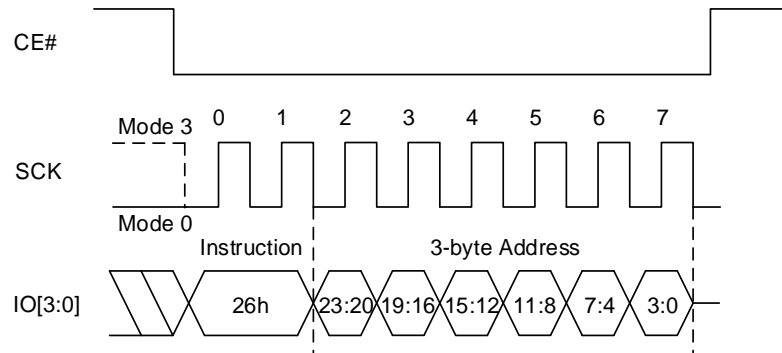 CE#
Mode 3 0 1 2 3 4 5 6 7
SCK
Mode 0
Instruction 3-byte Address
IO[3:0] 26h 23:20 19:16 15:12 11:8 7:4 3:0